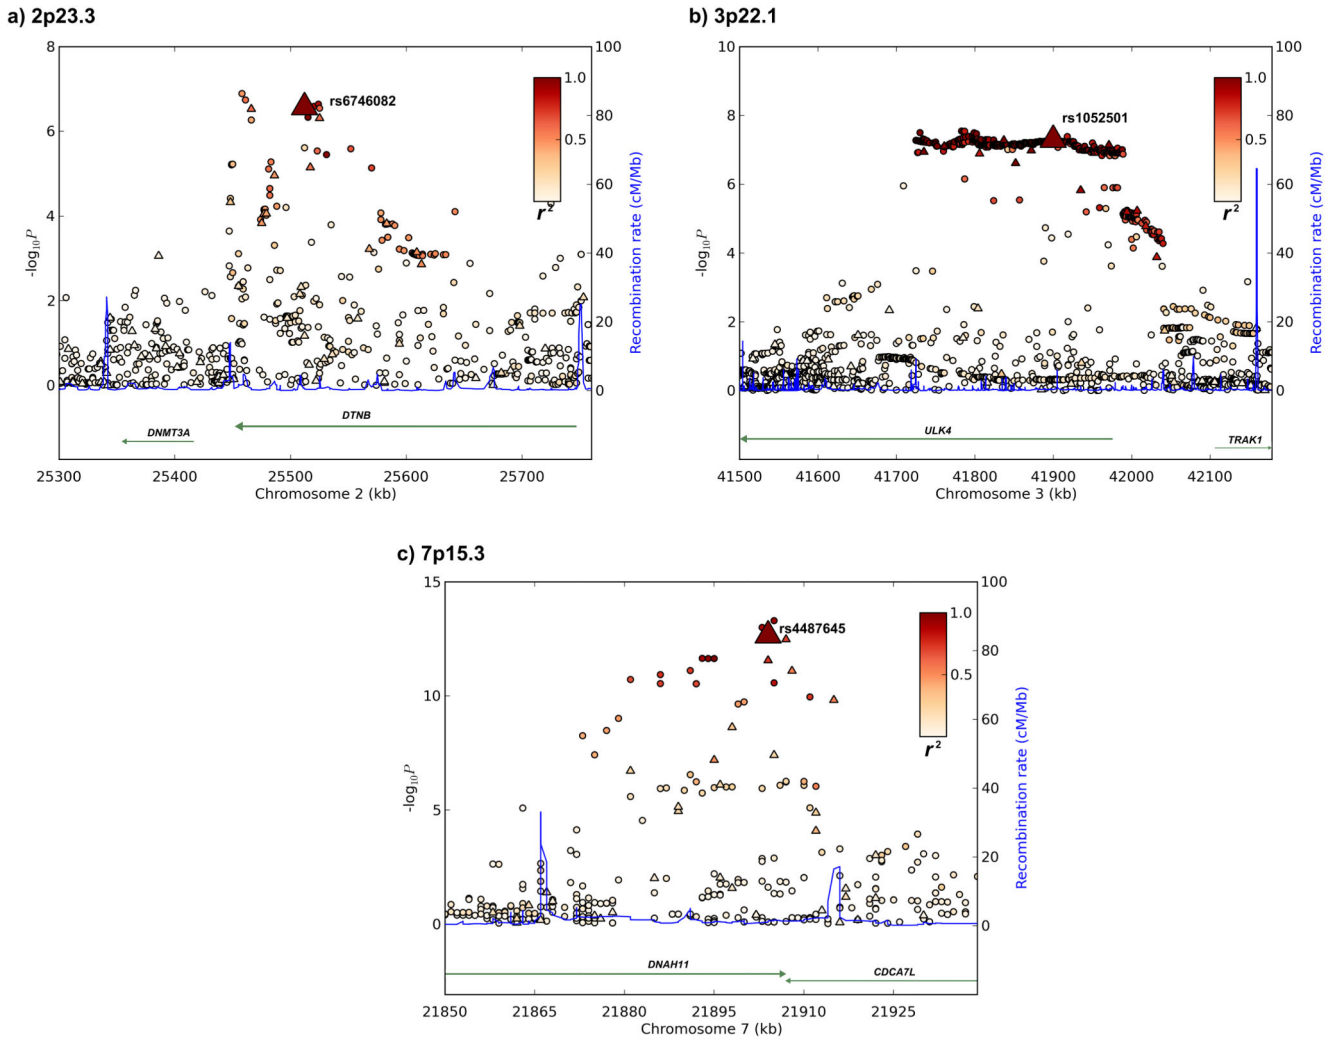 a) 2p23.3
8
6
4
2
0
-log10P
100
80
60
40
20
0
Recombination rate (cM/Mb)
1.0
0.5
r²
rs6746082
DNMT3A
DTNB
25300 25400 25500 25600 25700
Chromosome 2 (kb)
b) 3p22.1
10
8
6
4
2
0
-log10P
100
80
60
40
20
0
Recombination rate (cM/Mb)
1.0
0.5
r²
rs1052501
ULK4
TRAK1
41500 41600 41700 41800 41900 42000 42100
Chromosome 3 (kb)
c) 7p15.3
15
10
5
0
-log10P
100
80
60
40
20
0
Recombination rate (cM/Mb)
1.0
0.5
r²
rs4487645
DNAH11
CDCA7L
21850 21865 21880 21895 21910 21925
Chromosome 7 (kb)